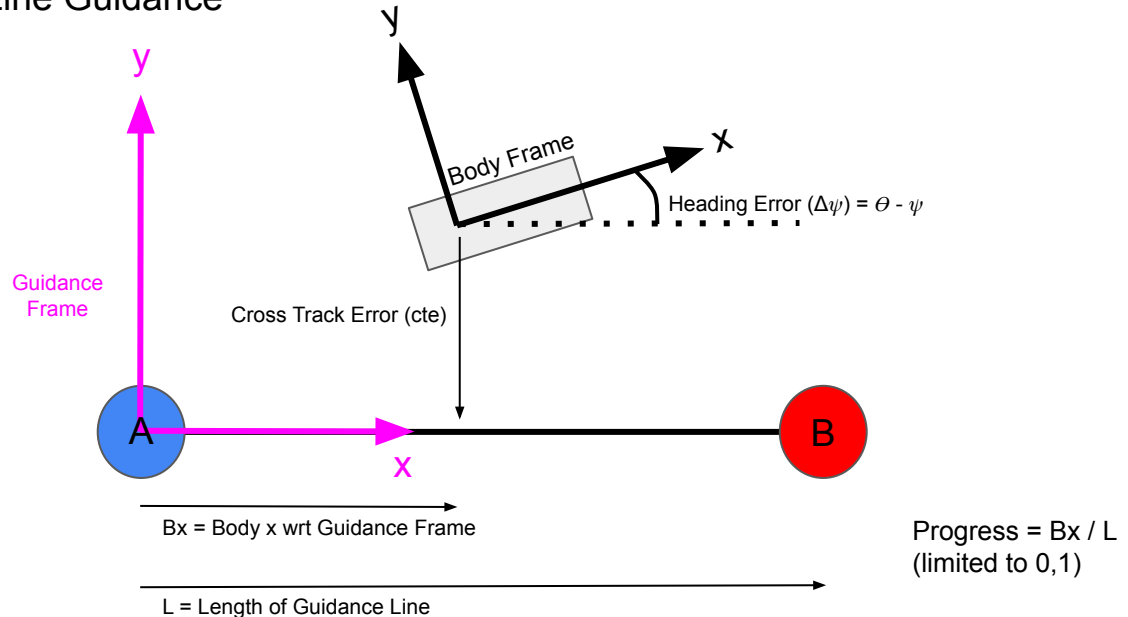 Line Guidance
y
y
x
Body Frame
Heading Error (Δψ) = θ - ψ
Guidance
Frame
Cross Track Error (cte)
A
B
x
Bx = Body x wrt Guidance Frame
Progress = Bx / L
(limited to 0,1)
L = Length of Guidance Line